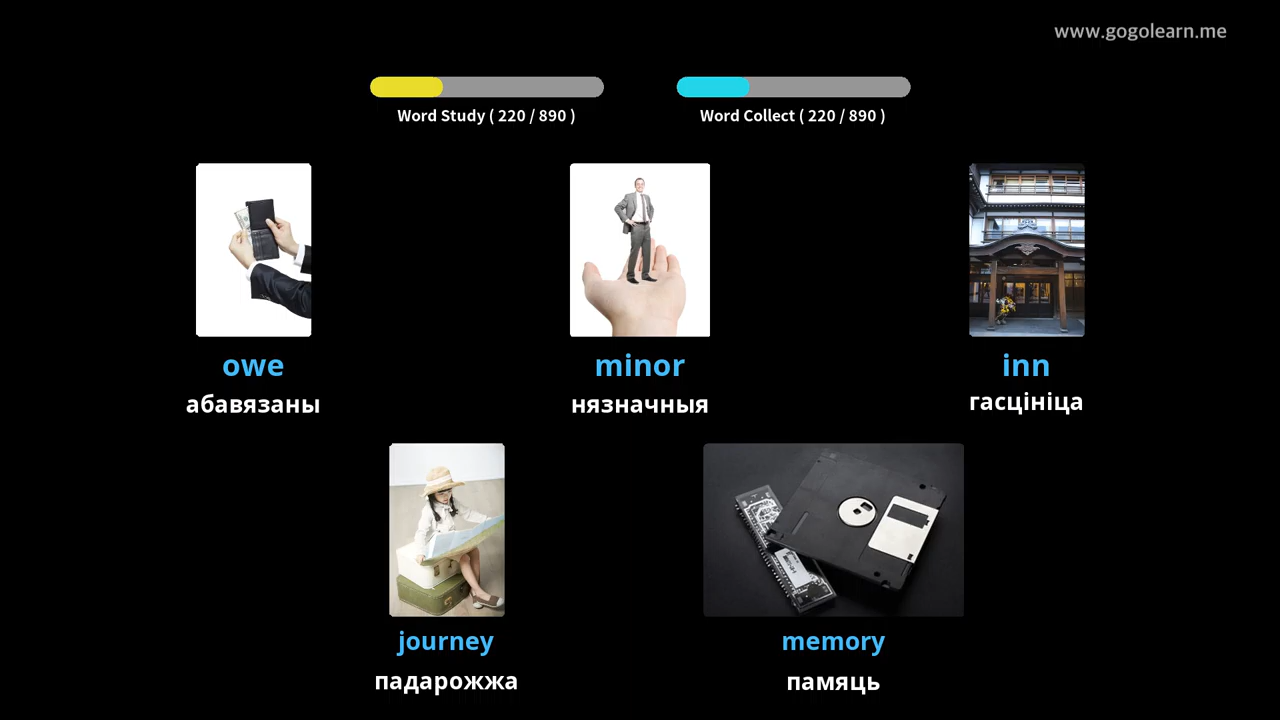 www.gogolearn.me
Word Study ( 220 / 890 )
Word Collect ( 220 / 890 )
owe
minor
inn
абавязаны
нязначныя
гасцініца
journey
memory
падарожжа
памяць